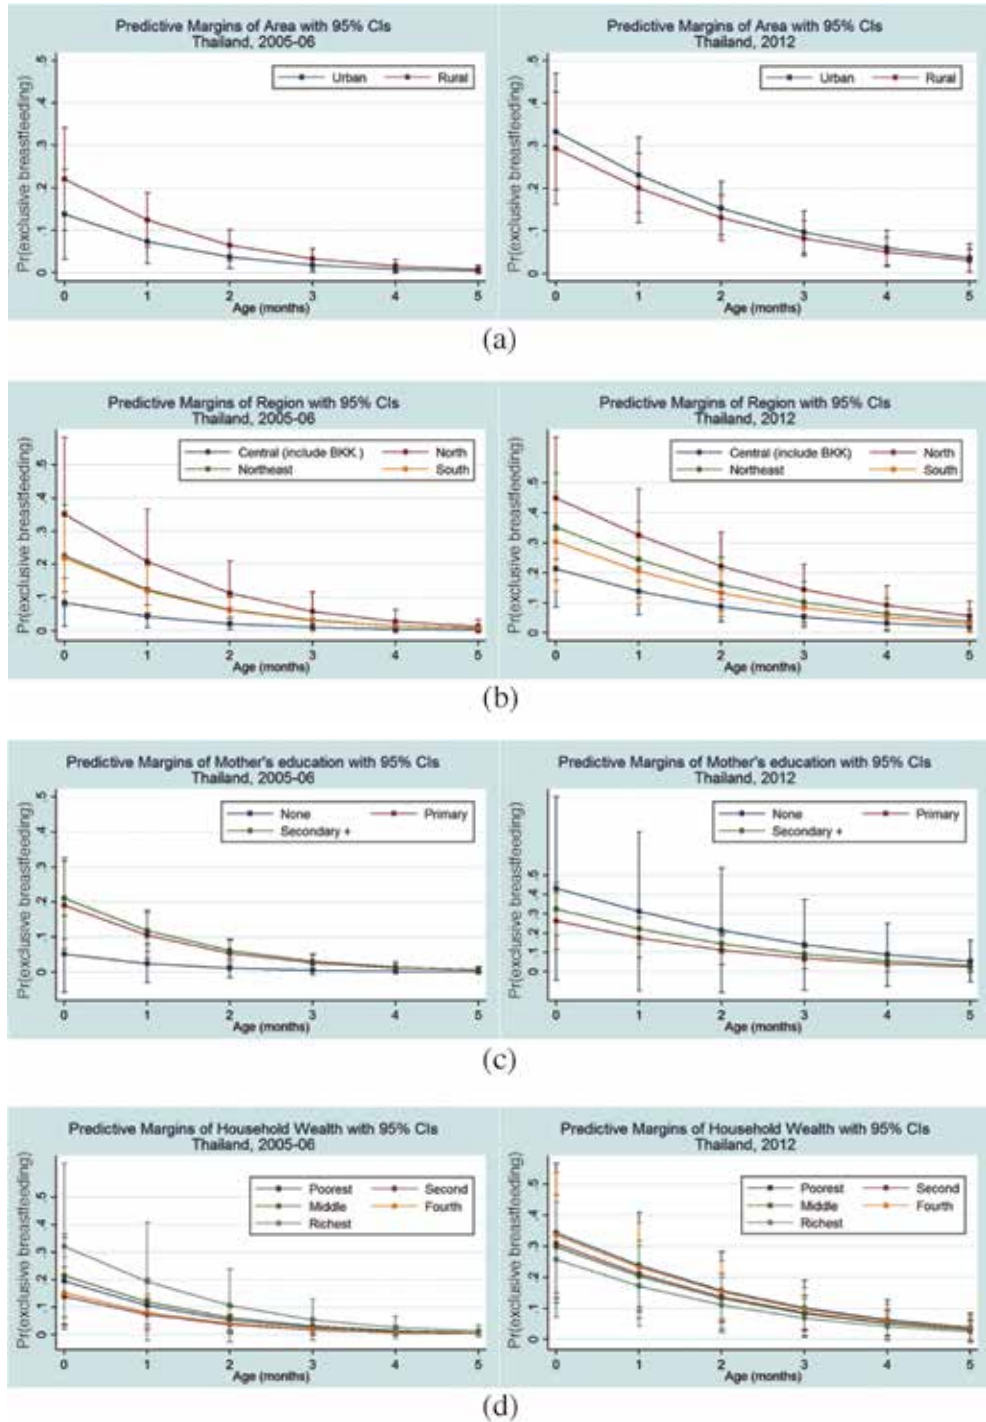 Predictive Margins of Area with 95% CIs
Thailand, 2005-06
Urban Rural
Pr(exclusive breastfeeding)
.5
.4
.3
.2
.1
0
0 1 2 3 4 5
Age (months)
Predictive Margins of Area with 95% CIs
Thailand, 2012
Urban Rural
Pr(exclusive breastfeeding)
.5
.4
.3
.2
.1
0
0 1 2 3 4 5
Age (months)
(a)
Predictive Margins of Region with 95% CIs
Thailand, 2005-06
Central (include BKK ) North
Northeast South
Pr(exclusive breastfeeding)
.5
.4
.3
.2
.1
0
0 1 2 3 4 5
Age (months)
Predictive Margins of Region with 95% CIs
Thailand, 2012
Central (include BKK) North
Northeast South
Pr(exclusive breastfeeding)
.5
.4
.3
.2
.1
0
0 1 2 3 4 5
Age (months)
(b)
Predictive Margins of Mother's education with 95% CIs
Thailand, 2005-06
None Primary
Secondary +
Pr(exclusive breastfeeding)
.5
.4
.3
.2
.1
0
0 1 2 3 4 5
Age (months)
Predictive Margins of Mother's education with 95% CIs
Thailand, 2012
None Primary
Secondary +
Pr(exclusive breastfeeding)
.5
.4
.3
.2
.1
0
0 1 2 3 4 5
Age (months)
(c)
Predictive Margins of Household Wealth with 95% CIs
Thailand, 2005-06
Poorest Second
Middle Fourth
Richest
Pr(exclusive breastfeeding)
.5
.4
.3
.2
.1
0
0 1 2 3 4 5
Age (months)
Predictive Margins of Household Wealth with 95% CIs
Thailand, 2012
Poorest Second
Middle Fourth
Richest
Pr(exclusive breastfeeding)
.5
.4
.3
.2
.1
0
0 1 2 3 4 5
Age (months)
(d)